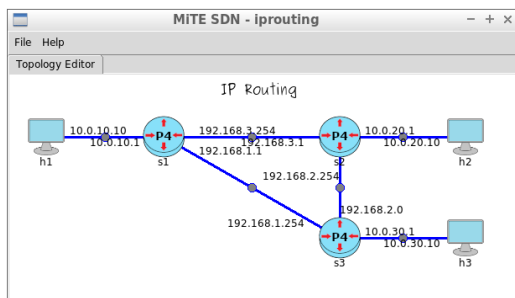 MiTE SDN - iprouting
File Help
Topology Editor
IP Routing
10.0.10.10
10.0.10.1
P4
192.168.3.254
192.168.3.1
P4
10.0.20.1
10.0.20.10
h1
s1
192.168.1.1
s2
h2
192.168.2.254
192.168.2.0
192.168.1.254
P4
10.0.30.1
10.0.30.10
s3
h3